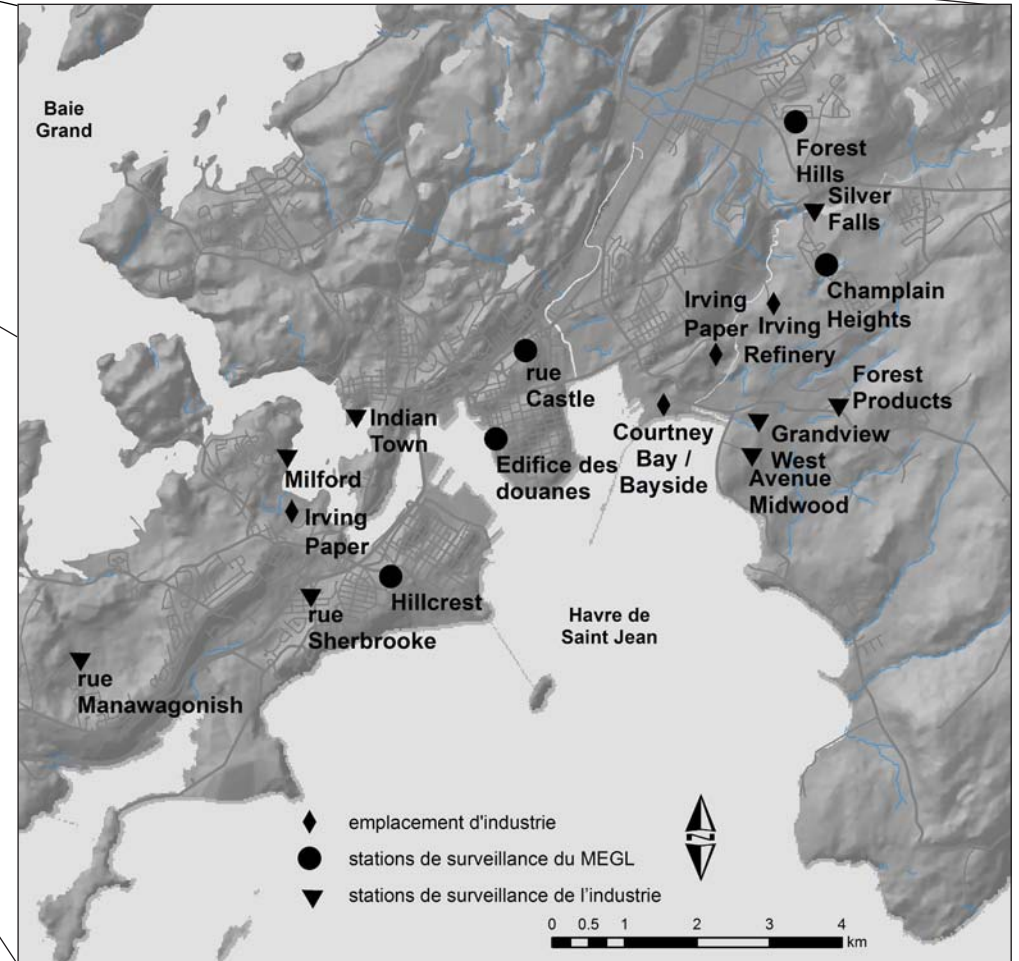 Baie
Grand
Forest
Hills
Silver
Falls
Champlain
Heights
Irving
Paper
Irving
Refinery
rue
Castle
Forest
Products
Indian
Town
Courtney
Bay /
Bayside
Grandview
West
Edifice des
douanes
Milford
Avenue
Midwood
Irving
Paper
Hillcrest
rue
Sherbrooke
Havre de
Saint Jean
rue
Manawagonish
emplacement d'industrie
stations de surveillance du MEGL
stations de surveillance de l'industrie
N
0 0.5 1 2 3 4
km